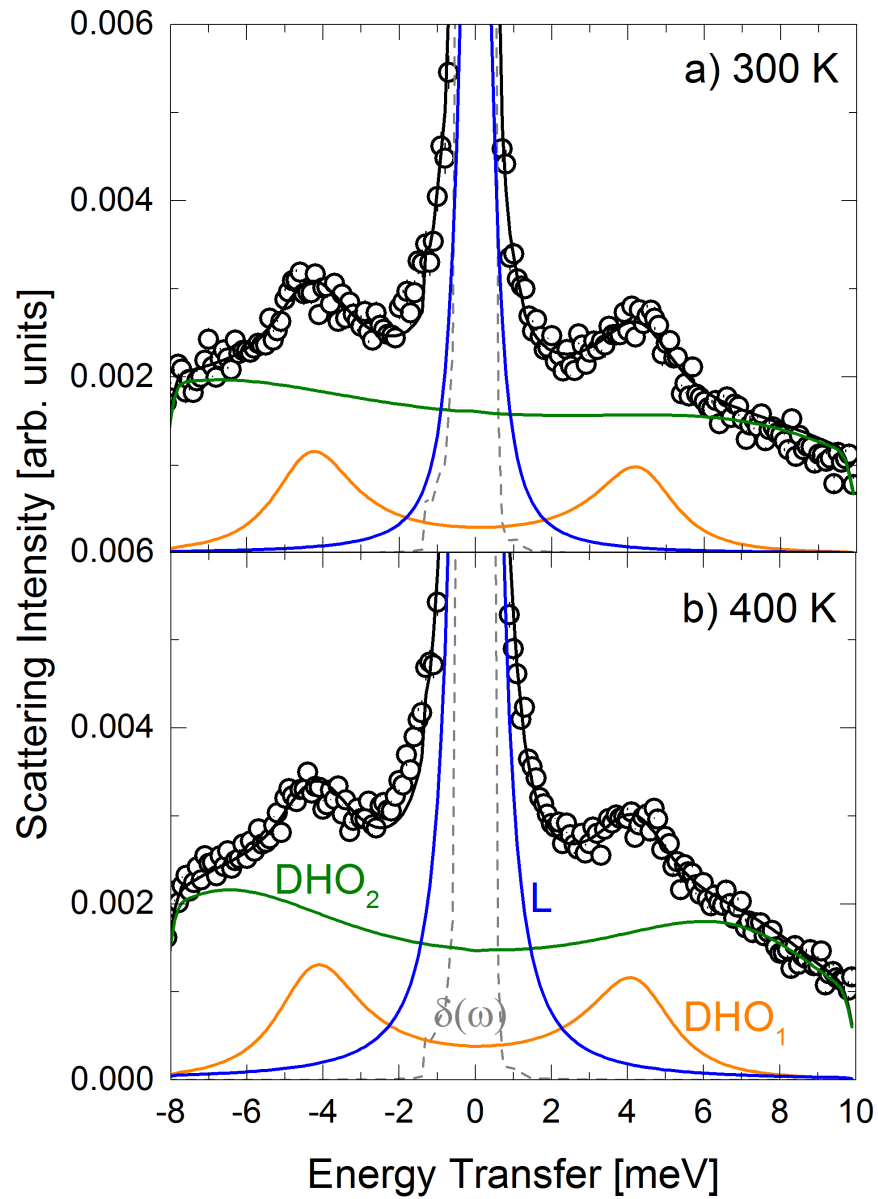 0.006
a) 300 K
0.004
0.002
0.006
b) 400 K
0.004
0.002
DHO2
L
δ(ω)
DHO1
0.000
-8 -6 -4 -2 0 2 4 6 8 10
Energy Transfer [meV]
Scattering Intensity [arb. units]